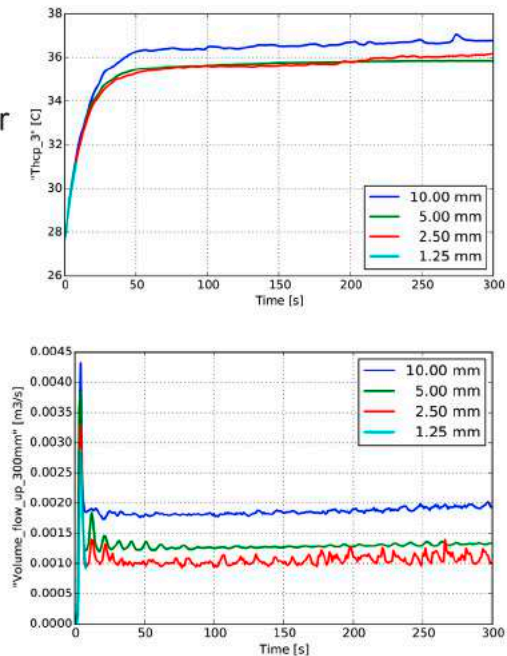 38
36
34
32
30
28
26
r
"Thcp_3" [C]
10.00 mm
5.00 mm
2.50 mm
1.25 mm
0 50 100 150 200 250 300
Time [s]
0.0045
0.0040
0.0035
0.0030
0.0025
0.0020
0.0015
0.0010
0.0005
0.0000
"Volume_flow_up_300mm" [m3/s]
10.00 mm
5.00 mm
2.50 mm
1.25 mm
0 50 100 150 200 250 300
Time [s]